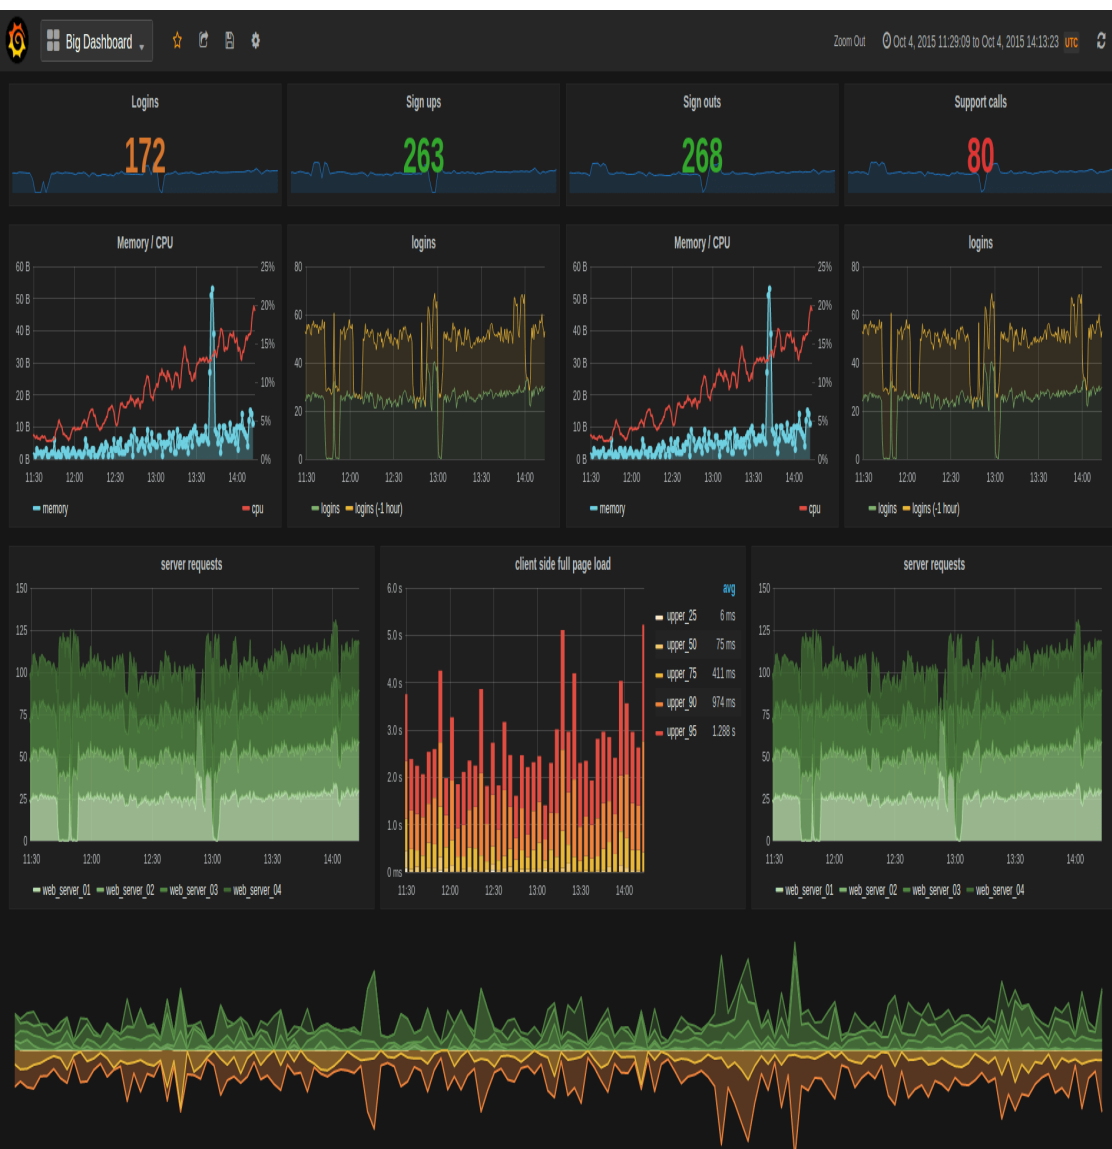 Big Dashboard
Zoom Out Oct 4, 2015 11:29:09 to Oct 4, 2015 14:13:23 UTC
Logins
172
Sign ups
263
Sign outs
268
Support calls
80
Memory / CPU
60 B
50 B
40 B
30 B
20 B
10 B
0 B
25%
20%
15%
10%
5%
0%
11:30 12:00 12:30 13:00 13:30 14:00
memory cpu
logins
80
60
40
20
0
11:30 12:00 12:30 13:00 13:30 14:00
logins logins (-1 hour)
Memory / CPU
60 B
50 B
40 B
30 B
20 B
10 B
0 B
25%
20%
15%
10%
5%
0%
11:30 12:00 12:30 13:00 13:30 14:00
memory cpu
logins
80
60
40
20
0
11:30 12:00 12:30 13:00 13:30 14:00
logins logins (-1 hour)
server requests
150
125
100
75
50
25
0
11:30 12:00 12:30 13:00 13:30 14:00
web_server_01 web_server_02 web_server_03 web_server_04
client side full page load
6.0 s
5.0 s
4.0 s
3.0 s
2.0 s
1.0 s
0 ms
11:30 12:00 12:30 13:00 13:30 14:00
avg
upper_25 6 ms
upper_50 75 ms
upper_75 411 ms
upper_90 974 ms
upper_95 1.288 s
server requests
150
125
100
75
50
25
0
11:30 12:00 12:30 13:00 13:30 14:00
web_server_01 web_server_02 web_server_03 web_server_04